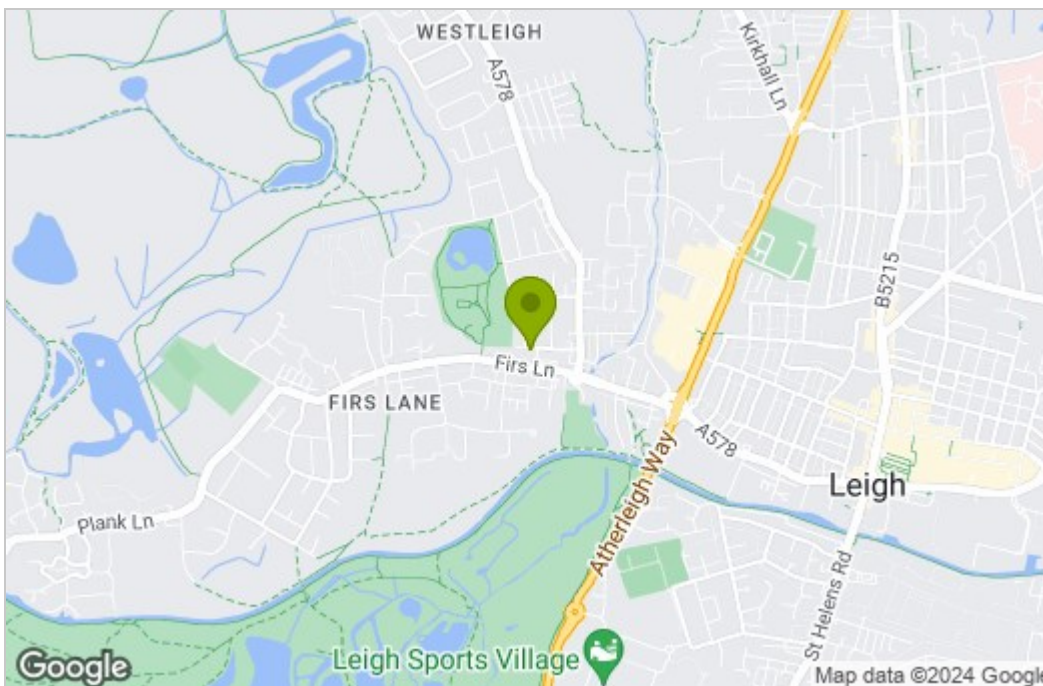 WESTLEIGH
A578
Kirkhall Ln
B5215
Firs Ln
FIRS LANE
A578
Atherleigh Way
Leigh
Plank Ln
St Helens Rd
Leigh Sports Village
Google
Map data ©2024 Google